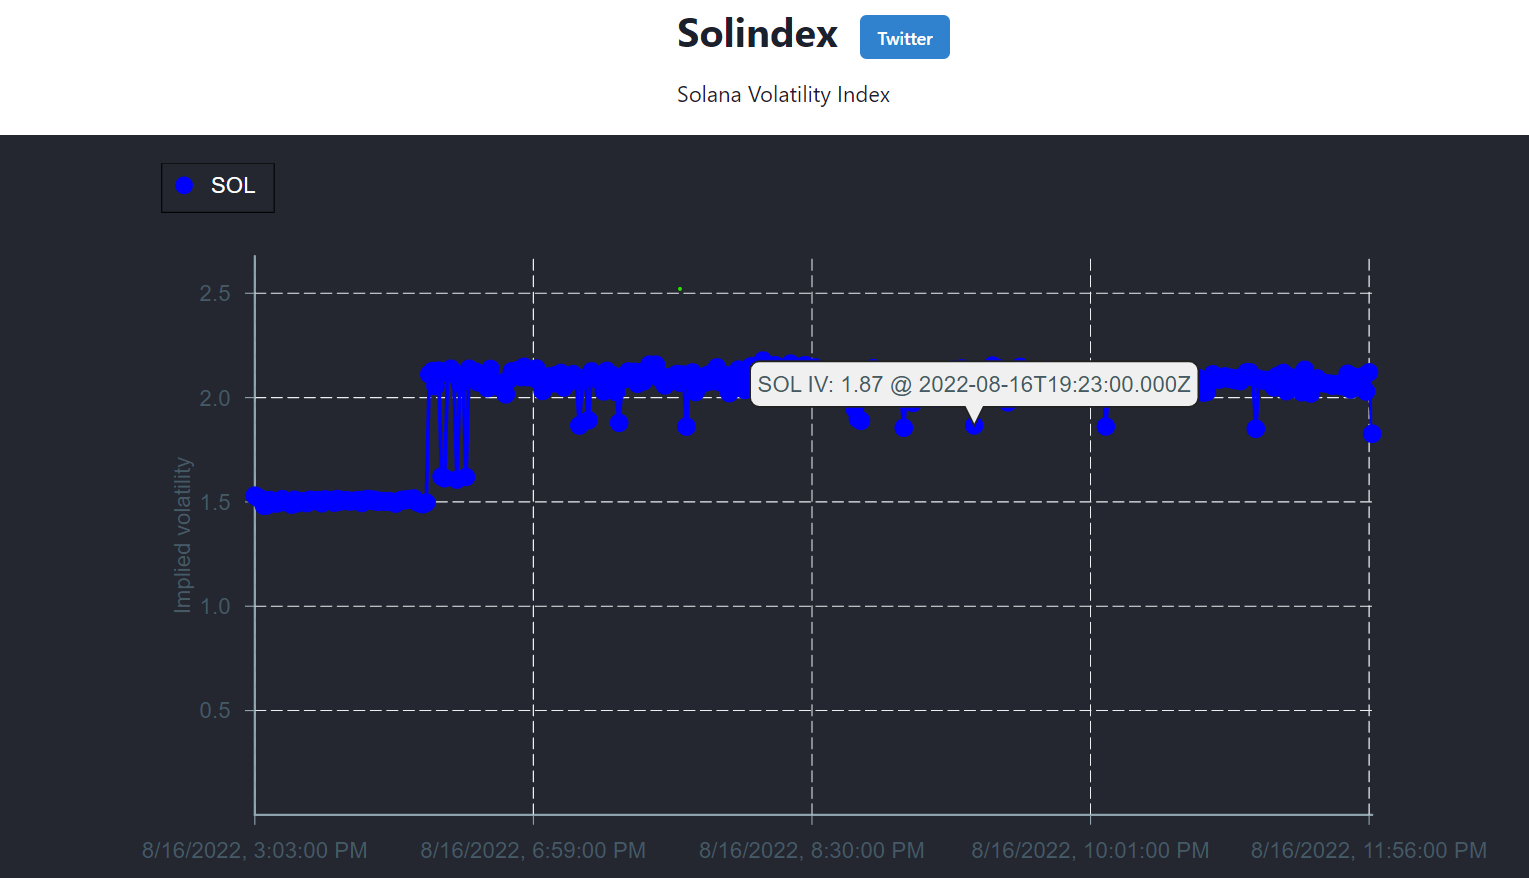 Solindex
Twitter
Solana Volatility Index
SOL
2.5
2.0
1.5
1.0
0.5
Implied volatility
SOL IV: 1.87 @ 2022-08-16T19:23:00.000Z
8/16/2022, 3:03:00 PM
8/16/2022, 6:59:00 PM
8/16/2022, 8:30:00 PM
8/16/2022, 10:01:00 PM
8/16/2022, 11:56:00 PM